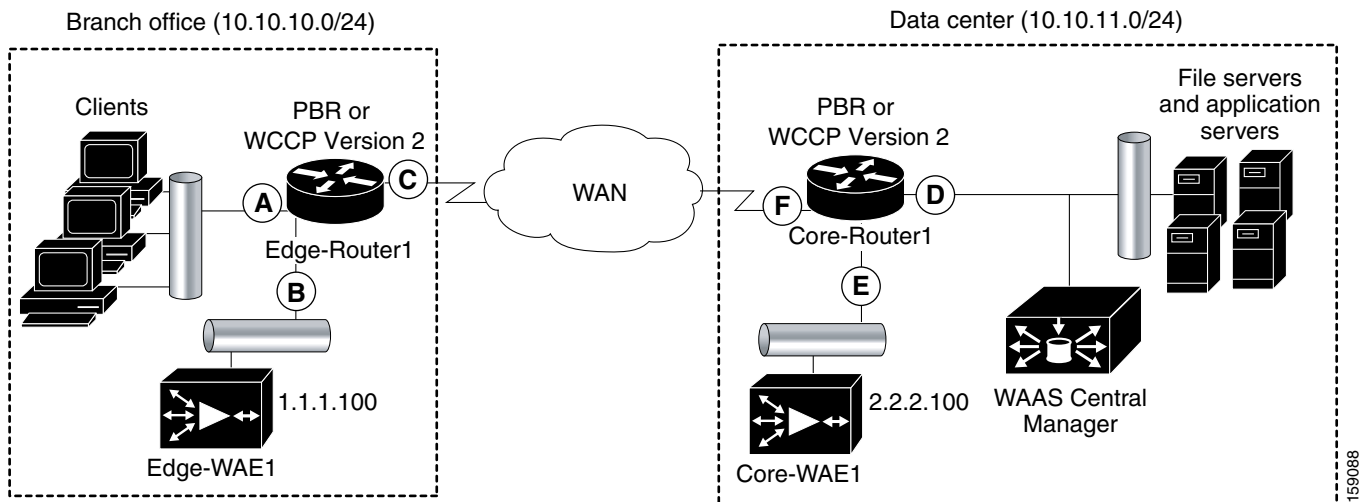 Branch office (10.10.10.0/24)
Data center (10.10.11.0/24)
Clients
PBR or
WCCP Version 2
A
C
Edge-Router1
B
1.1.1.100
Edge-WAE1
WAN
File servers
and application
servers
PBR or
WCCP Version 2
F
D
Core-Router1
E
2.2.2.100
Core-WAE1
WAAS Central
Manager
159088